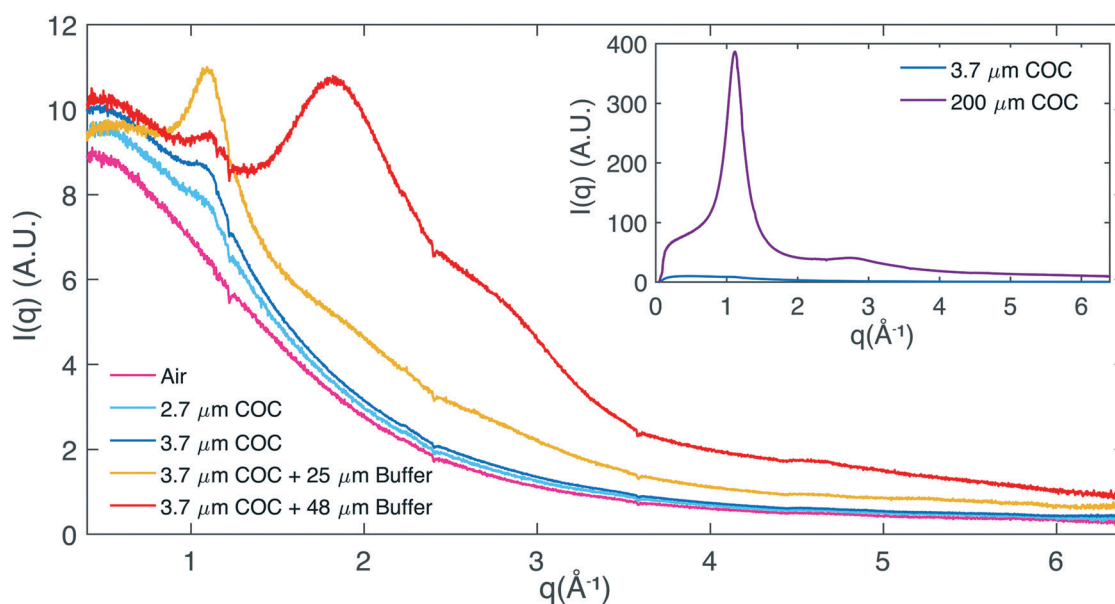 12
10
8
6
4
2
0
I(q) (A.U.)
1
2
3
4
5
6
q(Å⁻¹)
Air
2.7 μm COC
3.7 μm COC
3.7 μm COC + 25 μm Buffer
3.7 μm COC + 48 μm Buffer
400
300
200
100
0
I(q) (A.U.)
0
1
2
3
4
5
6
q(Å⁻¹)
3.7 μm COC
200 μm COC